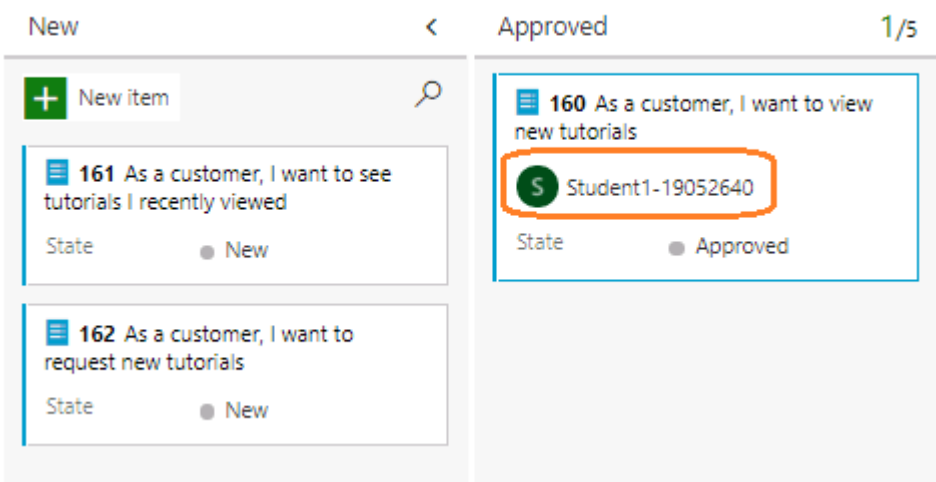 New
New item
161 As a customer, I want to see
tutorials I recently viewed
State New
162 As a customer, I want to
request new tutorials
State New
Approved 1/5
160 As a customer, I want to view
new tutorials
S Student1-19052640
State Approved